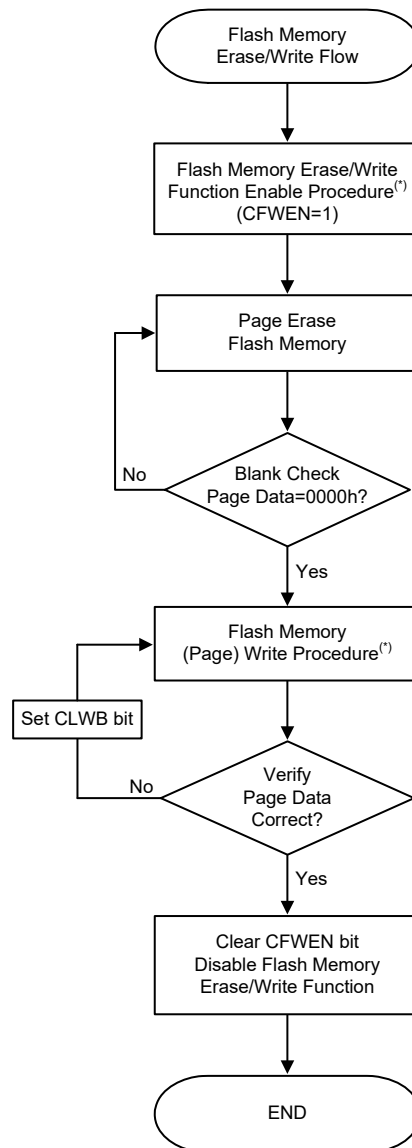 Flash Memory
Erase/Write Flow
Flash Memory Erase/Write
Function Enable Procedure(*)
(CFWEN=1)
Page Erase
Flash Memory
No
Blank Check
Page Data=0000h?
Yes
Flash Memory
(Page) Write Procedure(*)
Set CLWB bit
No
Verify
Page Data
Correct?
Yes
Clear CFWEN bit
Disable Flash Memory
Erase/Write Function
END